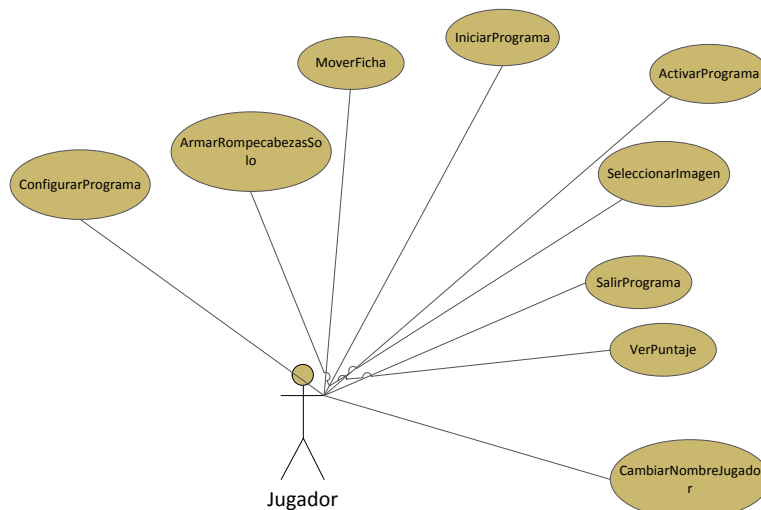 IniciarPrograma
MoverFicha
ActivarPrograma
ArmarRompecabezasSo
lo
SeleccionarImagen
ConfigurarPrograma
SalirPrograma
VerPuntaje
CambiarNombreJugado
r
Jugador